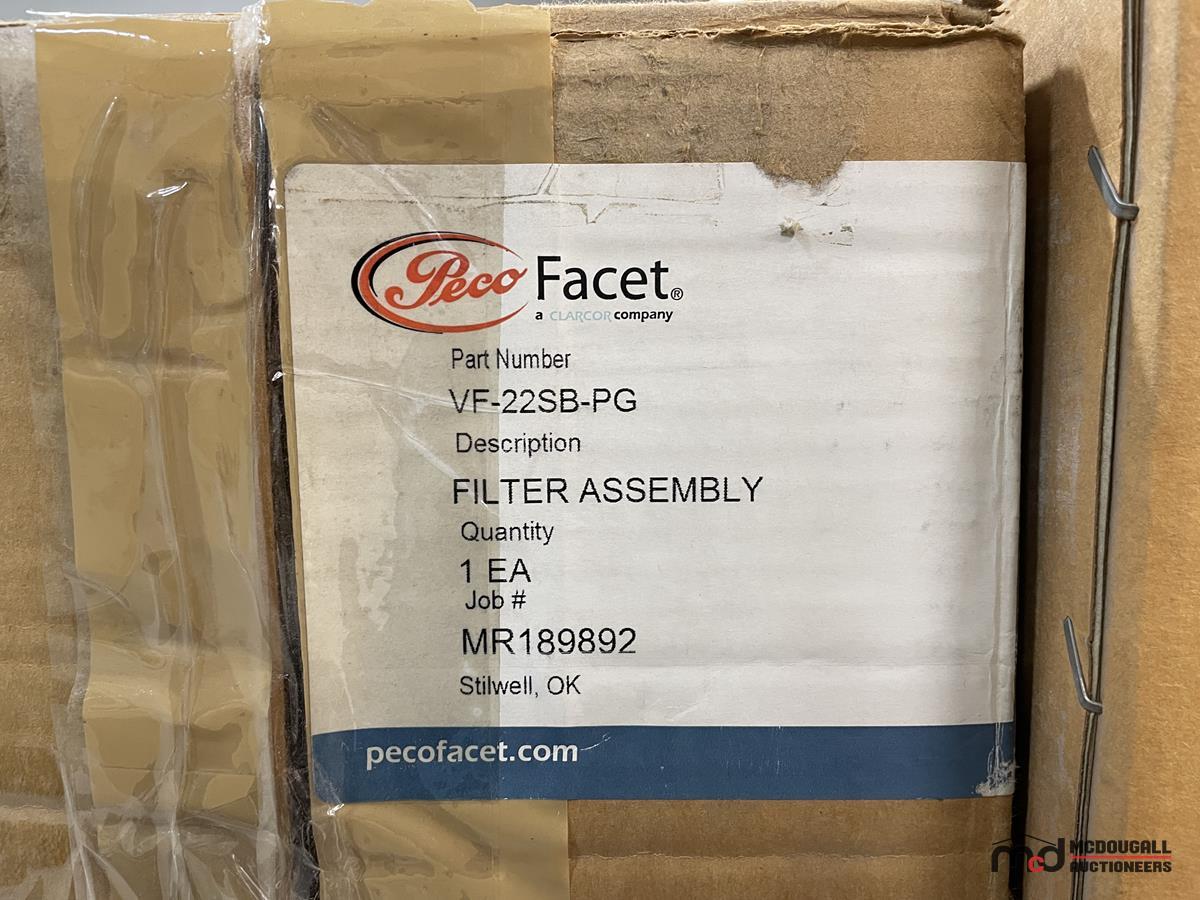 Peco Facet®
a CLARCOR company
Part Number
VF-22SB-PG
Description
FILTER ASSEMBLY
Quantity
1 EA
Job #
MR189892
Stilwell, OK
pecofacet.com
mcd MCDOUGALL
AUCTIONEERS